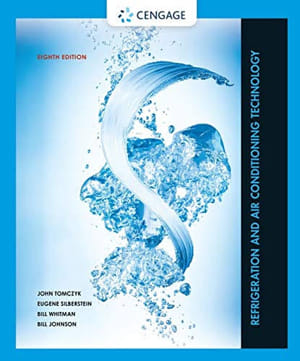 CENGAGE
EIGHTH EDITION
REFRIGERATION AND AIR CONDITIONING TECHNOLOGY
JOHN TOMCZYK
EUGENE SILBERSTEIN
BILL WHITMAN
BILL JOHNSON